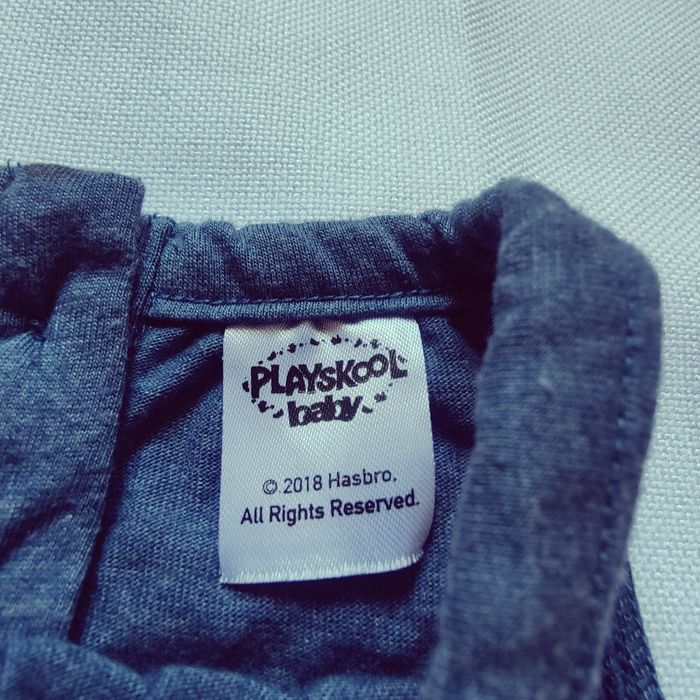 PLAYSKOOL
baby
© 2018 Hasbro.
All Rights Reserved.